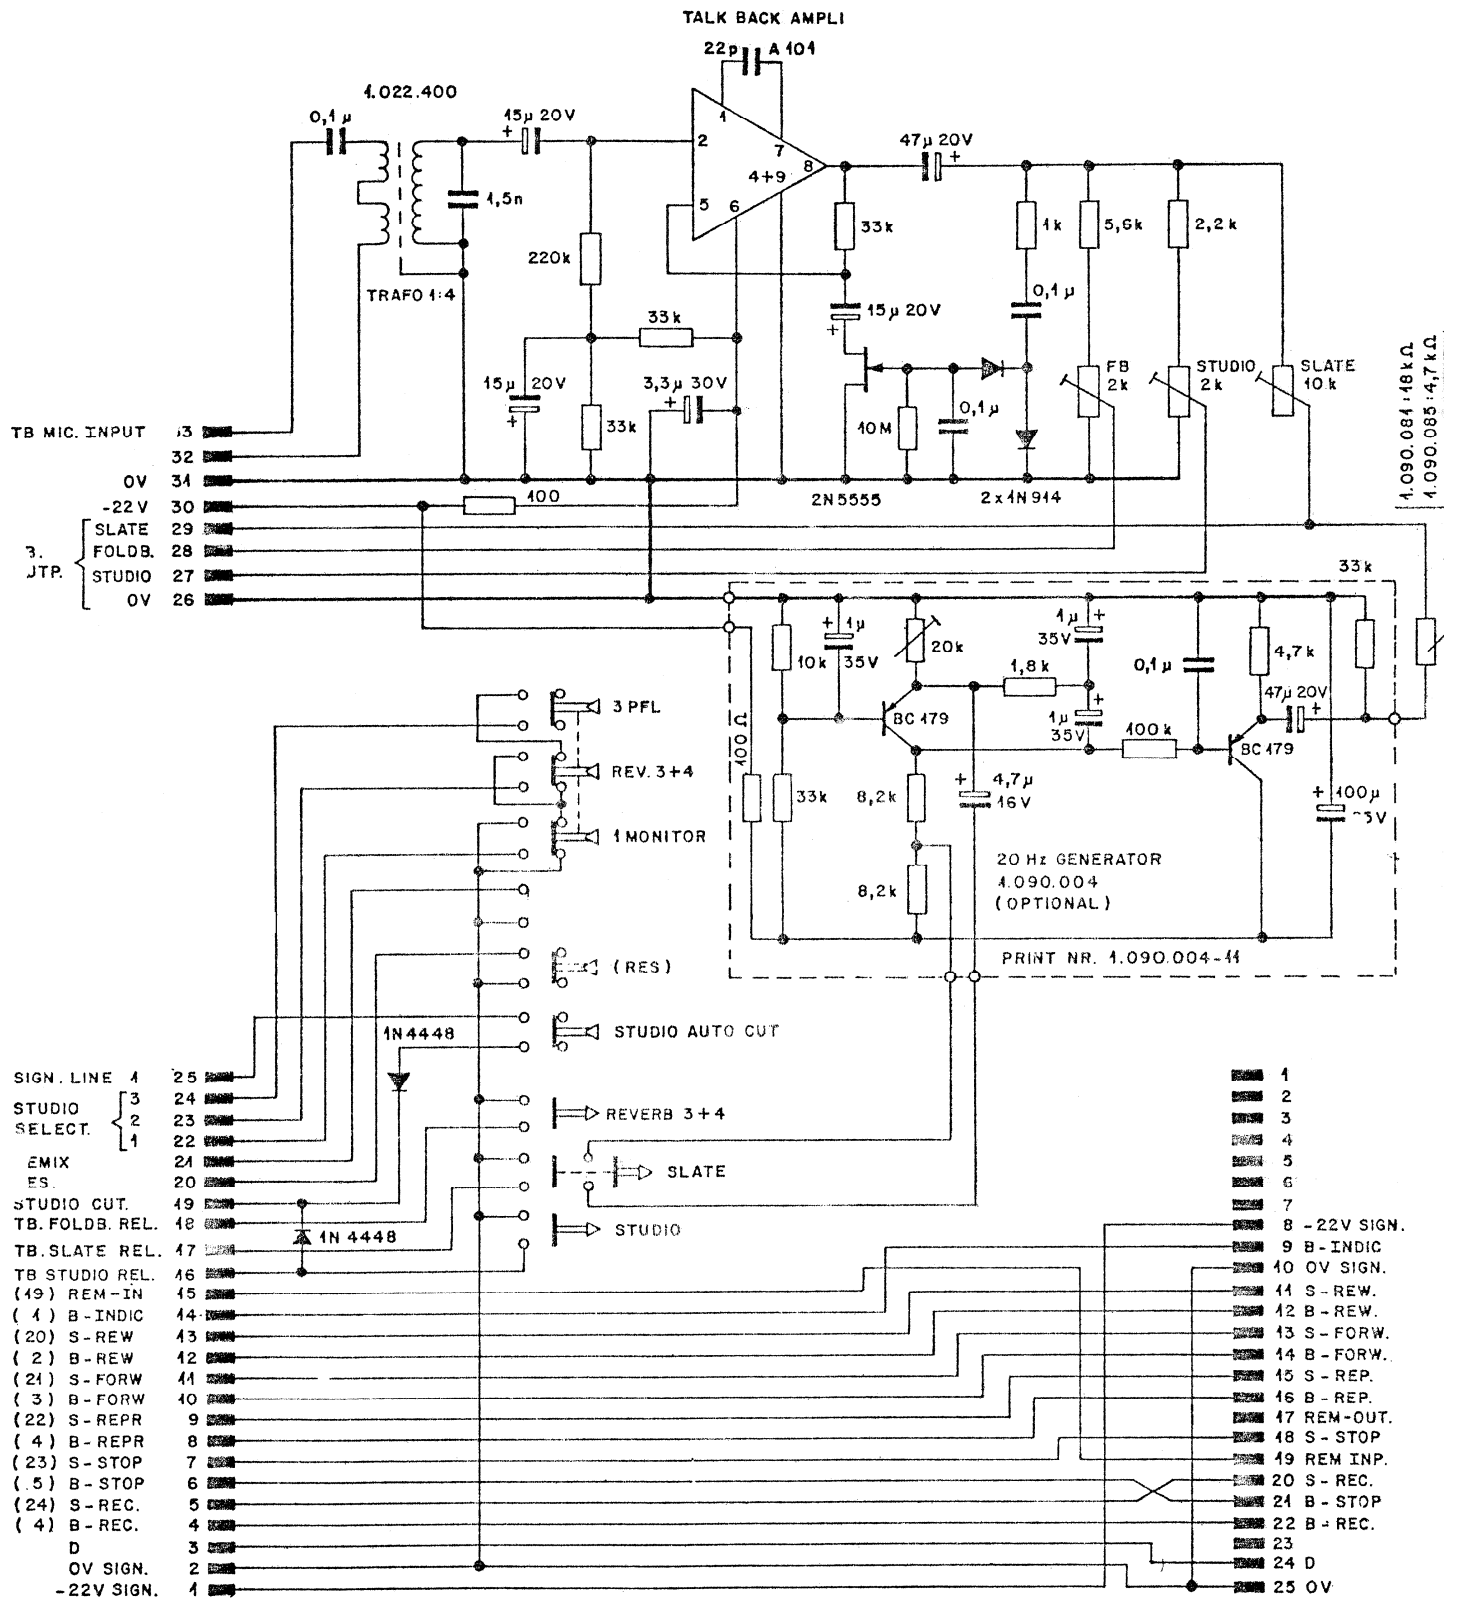 TALK BACK AMPLI
22p A 101
1.022.400
0,1 µ
15µ 20V
47µ 20V
1
2
7
8
4+9
5
6
1,5n
33k
1k
5,6k
2,2k
220k
TRAFO 1:4
0,1 µ
15µ 20V
33k
15µ 20V
3,3µ 30V
FB
2k
STUDIO
2k
SLATE
10k
1.090.081 : 18 kΩ
1.090.085 : 4,7 kΩ
33k
10M
0,1µ
2N5555
2x1N914
100
TB MIC. INPUT
32
0V 31
-22V 30
SLATE 29
3. FOLDB. 28
STUDIO 27
0V 26
33k
1µ
35V
10k
20k
1µ
35V
1,8k
0,1µ
4,7k
47µ 20V
BC 179
1µ
35V
100k
BC 179
100 Ω
33k
8,2k
4,7µ
16V
100µ
8,2k
20 Hz GENERATOR
1.090.004
(OPTIONAL)
PRINT NR. 1.090.004-11
3 PFL
REV. 3+4
1 MONITOR
(RES)
STUDIO AUTO CUT
1N4448
REVERB 3+4
SLATE
STUDIO
1N 4448
SIGN. LINE 1 25
STUDIO
SELECT.
3 24
2 23
1 22
21
20
STUDIO CUT. 19
TB. FOLDB. REL. 18
TB. SLATE REL. 17
TB STUDIO REL. 16
(19) REM-IN 15
(1) B-INDIC 14
(20) S-REW 13
(2) B-REW 12
(21) S-FORW 11
(3) B-FORW 10
(22) S-REPR 9
(4) B-REPR 8
(23) S-STOP 7
(.5) B-STOP 6
(24) S-REC. 5
(4) B-REC. 4
D 3
0V SIGN. 2
-22V SIGN. 1
1
2
3
4
5
6
7
8 -22V SIGN.
9 B-INDIC
10 0V SIGN.
11 S-REW.
12 B-REW.
13 S-FORW.
14 B-FORW.
15 S-REP.
16 B-REP.
17 REM-OUT.
18 S-STOP
19 REM INP.
20 S-REC.
21 B-STOP
22 B-REC.
23
24 D
25 0V